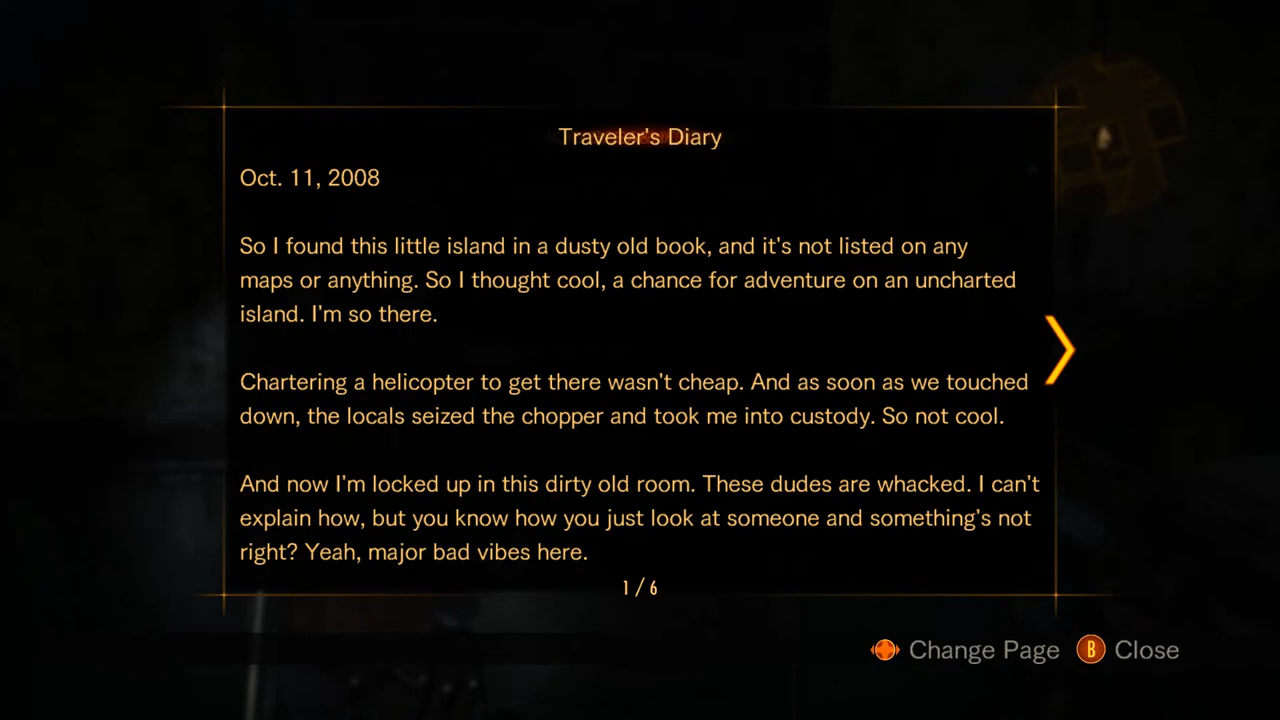 Traveler's Diary
Oct. 11, 2008
So I found this little island in a dusty old book, and it's not listed on any
maps or anything. So I thought cool, a chance for adventure on an uncharted
island. I'm so there.
Chartering a helicopter to get there wasn't cheap. And as soon as we touched
down, the locals seized the chopper and took me into custody. So not cool.
And now I'm locked up in this dirty old room. These dudes are whacked. I can't
explain how, but you know how you just look at someone and something's not
right? Yeah, major bad vibes here.
1 / 6
Change Page B Close